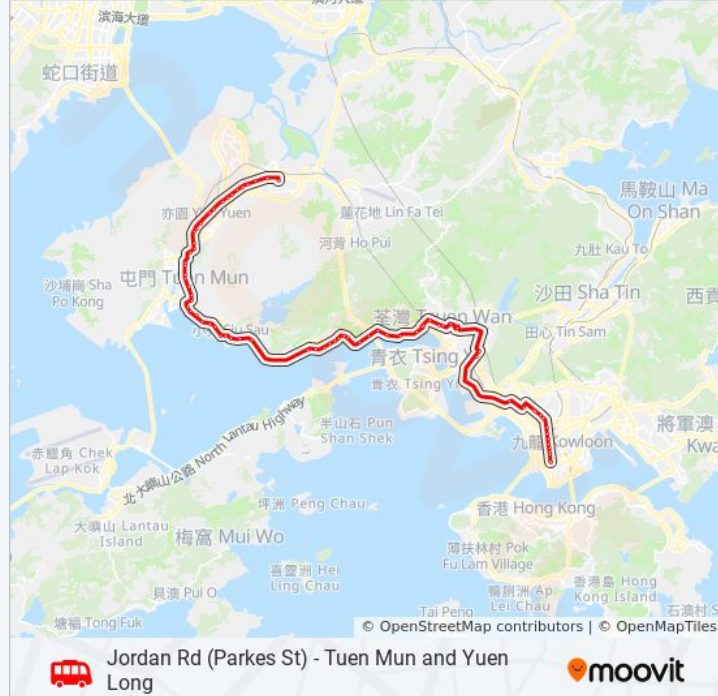 滨海大道
蛇口街道
馬鞍山 Ma
On Shan
蓮花地 Lin Fa Tei
亦園 Yik Yuen
河背 Ho Pui
九肚 Kau To
屯門 Tuen Mun
沙埔崗 Sha
Po Kong
沙田 Sha Tin
西貢
荃灣 Tsuen Wan
田心 Tin Sam
Siu Sau
青衣 Tsing Yi
青衣 Tsing Yi
將軍澳
Kwa
九龍 Kowloon
半山石 Pun
Shan Shek
赤鱲角 Chek
Lap Kok
北大嶼山公路 North Lantau Highway
坪洲 Peng Chau
香港 Hong Kong
大嶼山 Lantau
Island
梅窩 Mui Wo
薄扶林村 Pok
Fu Lam Village
喜靈洲 Hei
Ling Chau
鴨脷洲 Ap
Lei Chau
香港島 Hong
Kong Island
貝澳 Pui O
石澳村 S
塘福 Tong Fuk
Tai Peng
© OpenStreetMap contributors | © OpenMapTiles
Jordan Rd (Parkes St) - Tuen Mun and Yuen
Long
moovit